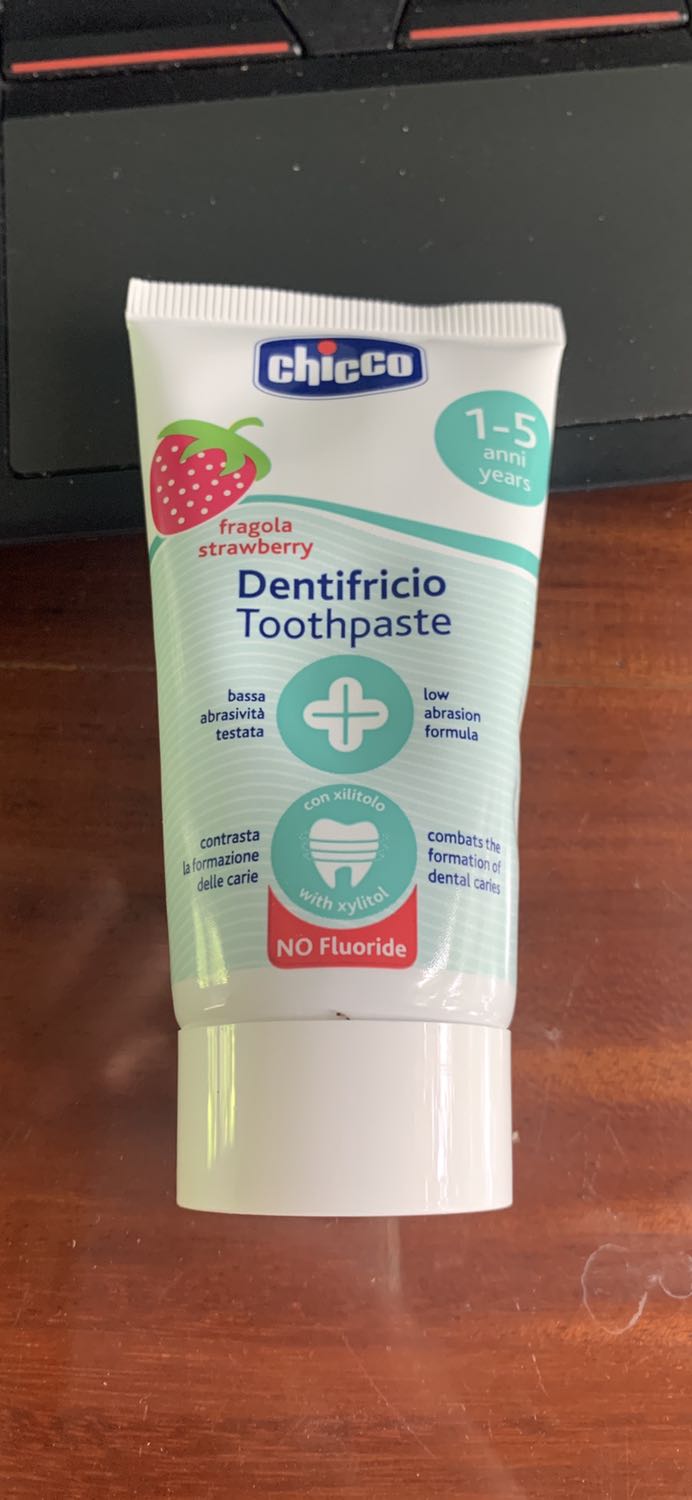 chicco
1-5
anni
years
fragola
strawberry
Dentifricio
Toothpaste
bassa
abrasività
testata
low
abrasion
formula
con xilitolo
contrasta
la formazione
delle carie
combats the
formation of
dental caries
with xylitol
NO Fluoride